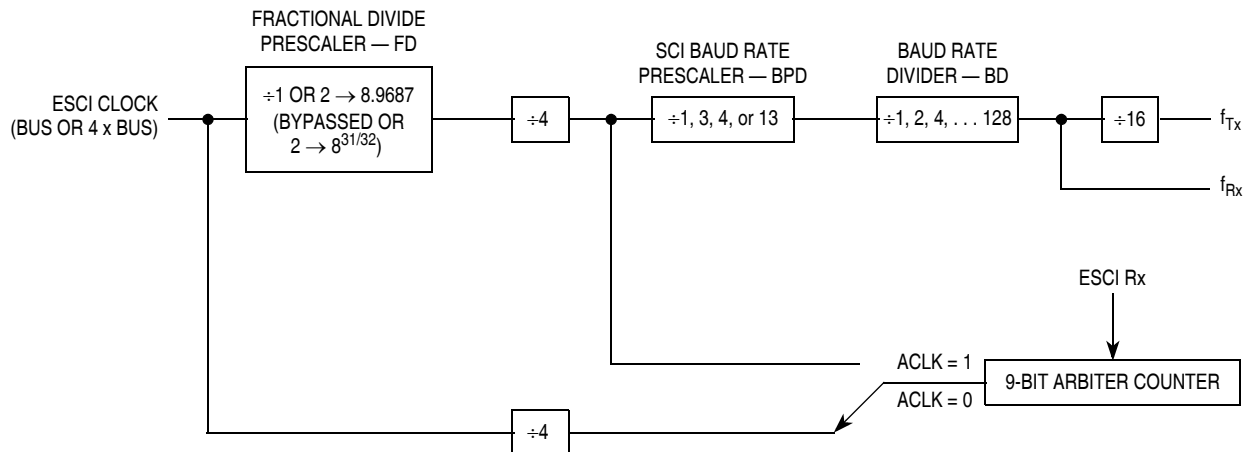 FRACTIONAL DIVIDE
PRESCALER — FD
SCI BAUD RATE
PRESCALER — BPD
BAUD RATE
DIVIDER — BD
ESCI CLOCK
(BUS OR 4 x BUS)
÷1 OR 2 → 8.9687
(BYPASSED OR
2 → 8^31/32)
÷4
÷1, 3, 4, or 13
÷1, 2, 4, . . . 128
÷16
fTx
fRx
ESCI Rx
ACLK = 1
ACLK = 0
9-BIT ARBITER COUNTER
÷4